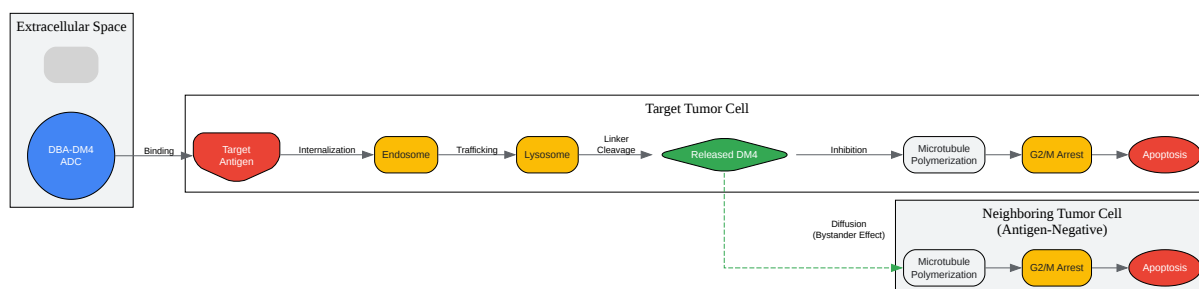 Extracellular Space
DBA-DM4
ADC
Binding
Target Tumor Cell
Target
Antigen
Internalization
Endosome
Trafficking
Lysosome
Linker
Cleavage
Released DM4
Inhibition
Microtubule
Polymerization
G2/M Arrest
Apoptosis
Diffusion
(Bystander Effect)
Neighboring Tumor Cell
(Antigen-Negative)
Microtubule
Polymerization
G2/M Arrest
Apoptosis